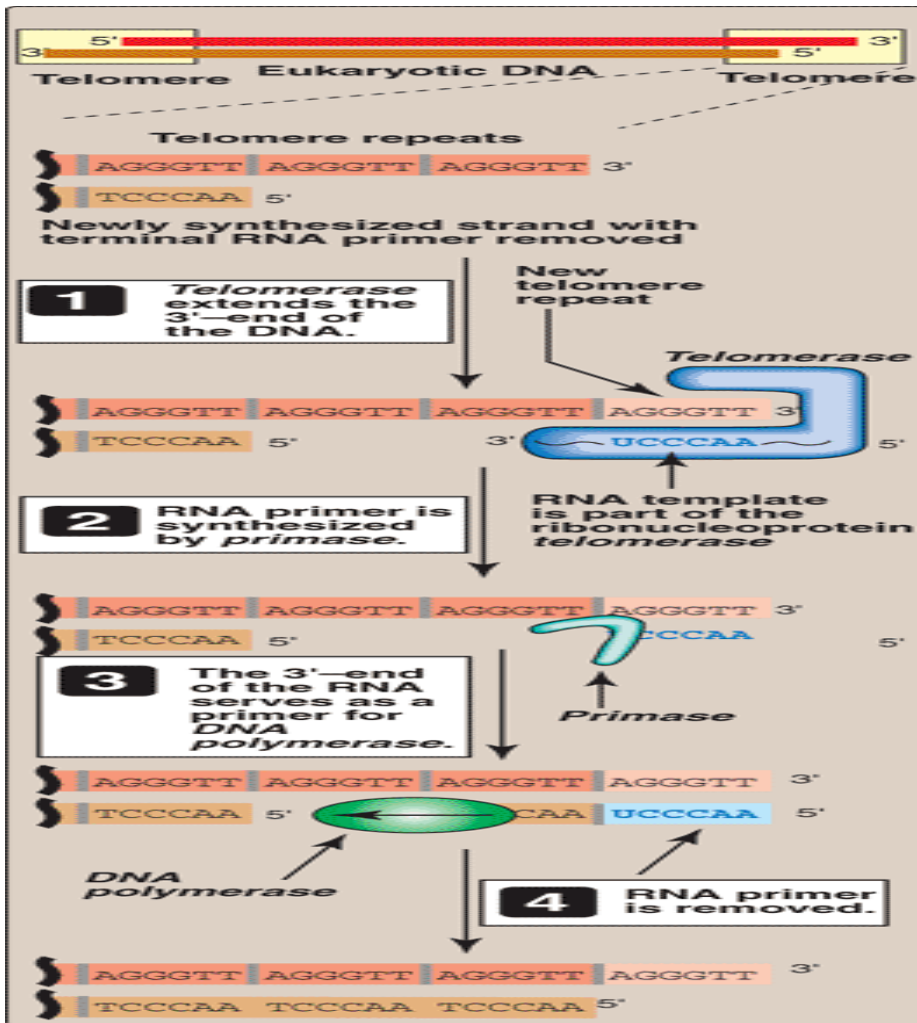 5' 3'
3' 5'
Telomere Eukaryotic DNA Telomere
Telomere repeats
AGGGTT AGGGTT AGGGTT 3'
TCCCAA 5'
Newly synthesized strand with
terminal RNA primer removed
1 Telomerase
extends the
3'–end of
the DNA.
New
telomere
repeat
Telomerase
AGGGTT AGGGTT AGGGTT AGGGTT 3'
TCCCAA 5' 3' UCCCAA 5'
2 RNA primer is
synthesized
by primase.
RNA template
is part of the
ribonucleoprotein
telomerase
AGGGTT AGGGTT AGGGTT AGGGTT 3'
TCCCAA 5' CCCAA 5'
3 The 3'–end
of the RNA
serves as a
primer for
DNA
polymerase.
Primase
AGGGTT AGGGTT AGGGTT AGGGTT 3'
TCCCAA 5' CAA UCCCAA 5'
DNA
polymerase
4 RNA primer
is removed.
AGGGTT AGGGTT AGGGTT AGGGTT 3'
TCCCAA TCCCAA TCCCAA 5'